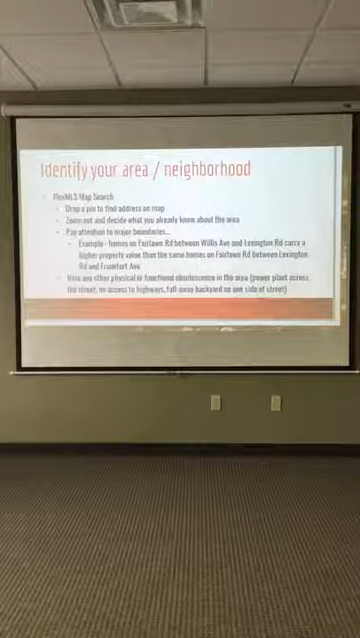 Identify your area / neighborhood
FlexMLS Map Search
Drop a pin to find address on map
Zoom out and decide what you already know about the area
Pay attention to major boundaries...
Example - homes on Fairlawn Rd between Willis Ave and Lexington Rd carry a
higher property value than the same homes on Fairlawn Rd between Lexington
Rd and Frankfort Ave
any other physical or functional obsolescence in the area (power plant across
the street, no access to highways, fall-away backyard on one side of street)